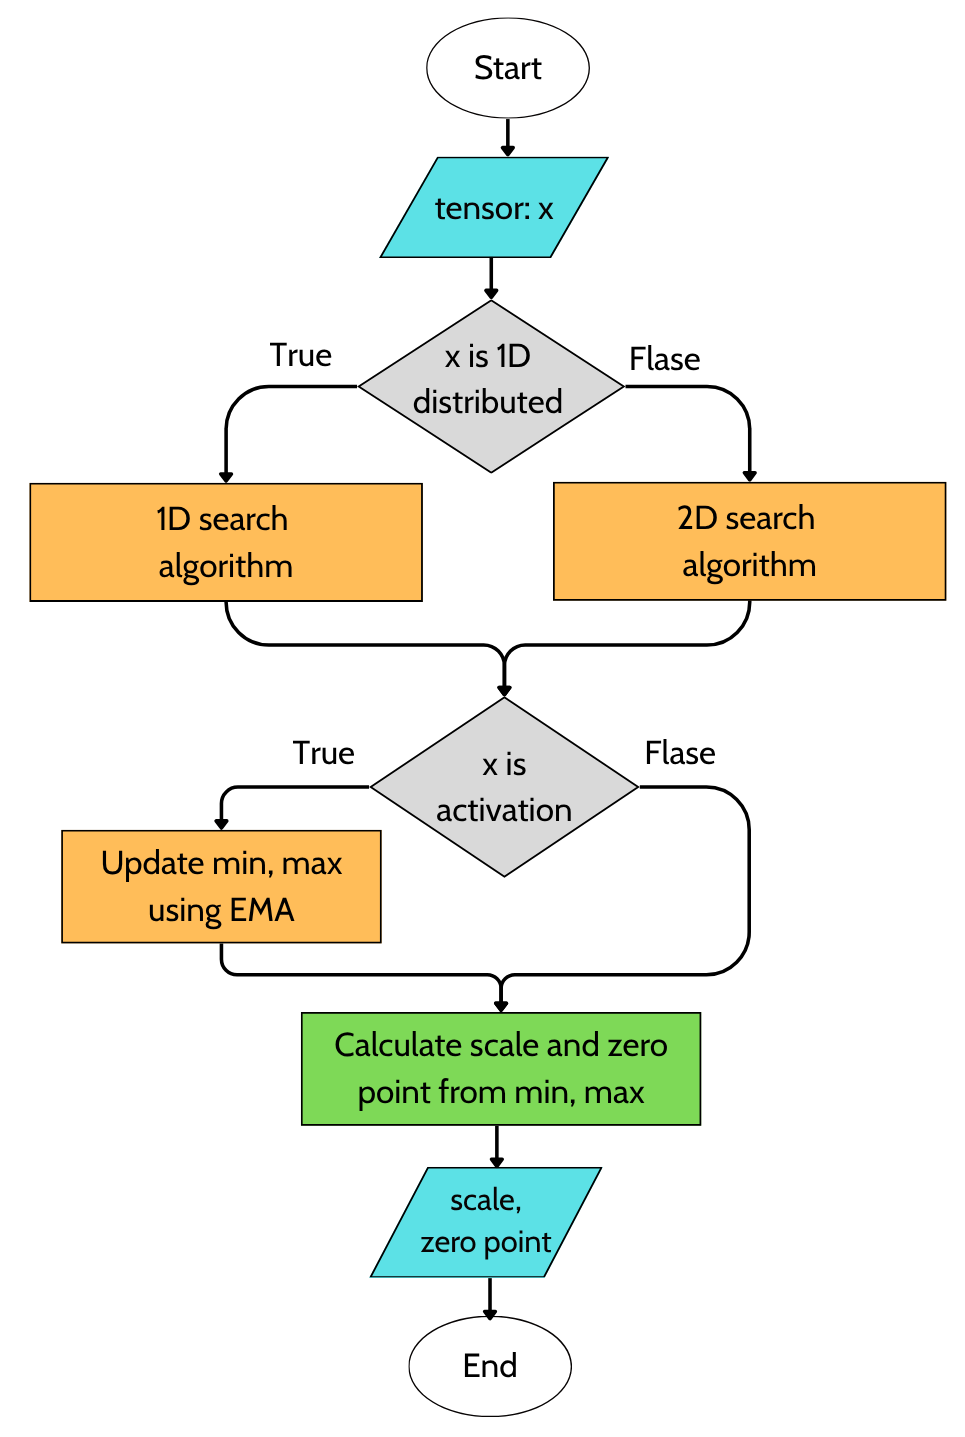 Start
tensor: x
x is 1D
distributed
True
Flase
1D search
algorithm
2D search
algorithm
x is
activation
True
Flase
Update min, max
using EMA
Calculate scale and zero
point from min, max
scale,
zero point
End